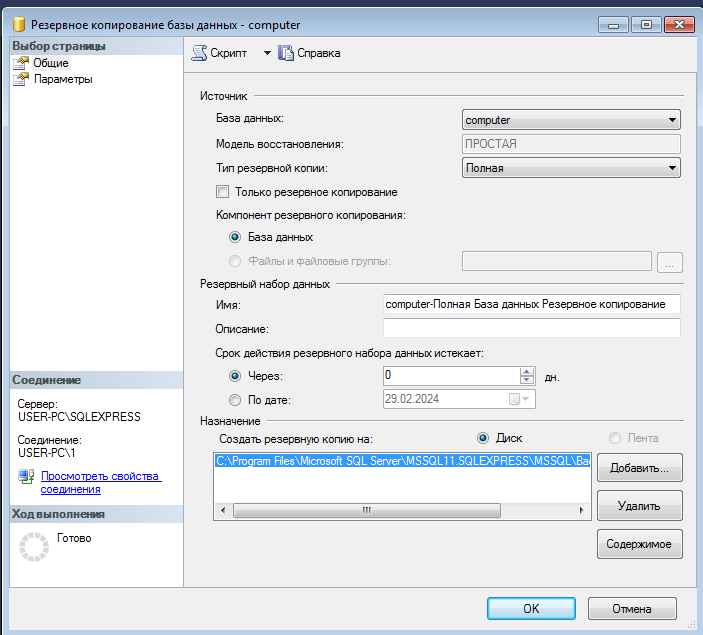 Резервное копирование базы данных - computer
Выбор страницы
Общие
Параметры
Скрипт
Справка
Источник
База данных:
computer
Модель восстановления:
ПРОСТАЯ
Тип резервной копии:
Полная
Только резервное копирование
Компонент резервного копирования:
База данных
Файлы и файловые группы:
...
Резервный набор данных
Имя:
computer-Полная База данных Резервное копирование
Описание:
Срок действия резервного набора данных истекает:
Через:
0
дн.
По дате:
29.02.2024
Назначение
Создать резервную копию на:
Диск
Лента
C:\Program Files\Microsoft SQL Server\MSSQL11.SQLEXPRESS\MSSQL\Ba
Добавить...
Удалить
Содержимое
Соединение
Сервер:
USER-PC\SQLEXPRESS
Соединение:
USER-PC\1
Просмотреть свойства
соединения
Ход выполнения
Готово
OK
Отмена